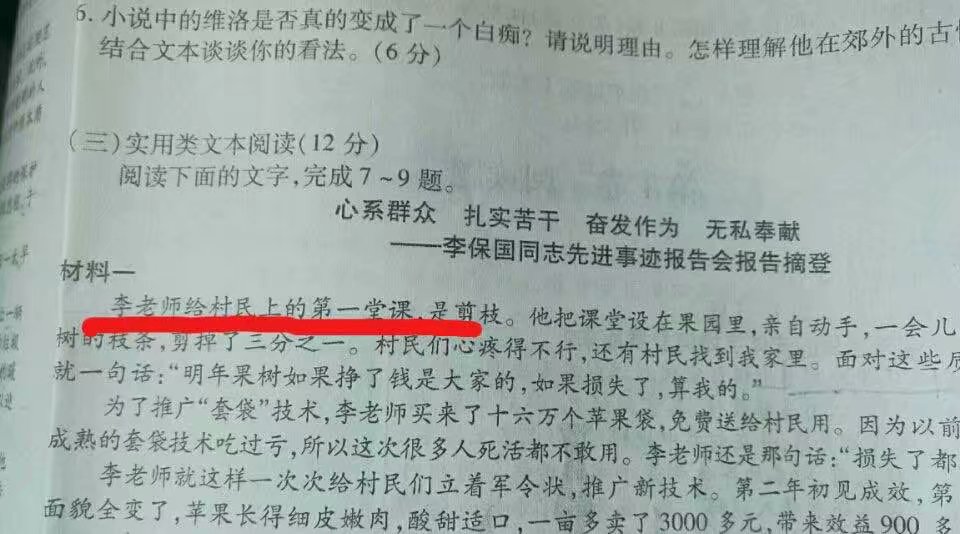 6. 小说中的维洛是否真的变成了一个白痴？请说明理由。怎样理解他在郊外的古
结合文本谈谈你的看法。(6 分)
(三)实用类文本阅读(12 分)
阅读下面的文字,完成7~9 题。
心系群众 扎实苦干 奋发作为 无私奉献
——李保国同志先进事迹报告会报告摘登
材料一
李老师给村民上的第一堂课,是剪枝。他把课堂设在果园里,亲自动手,一会儿
树的枝条,剪掉了三分之一。村民们心疼得不行,还有村民找到我家里。面对这些质
就一句话:“明年果树如果挣了钱是大家的,如果损失了,算我的。”
为了推广“套袋”技术,李老师买来了十六万个苹果袋,免费送给村民用。因为以前
成熟的套袋技术吃过亏,所以这次很多人死活都不敢用。李老师还是那句话:“损失了都
李老师就这样一次次给村民们立着军令状,推广新技术。第二年初见成效,第
面貌全变了,苹果长得细皮嫩肉,酸甜适口,一亩多卖了 3000 多元,带来效益 900 多